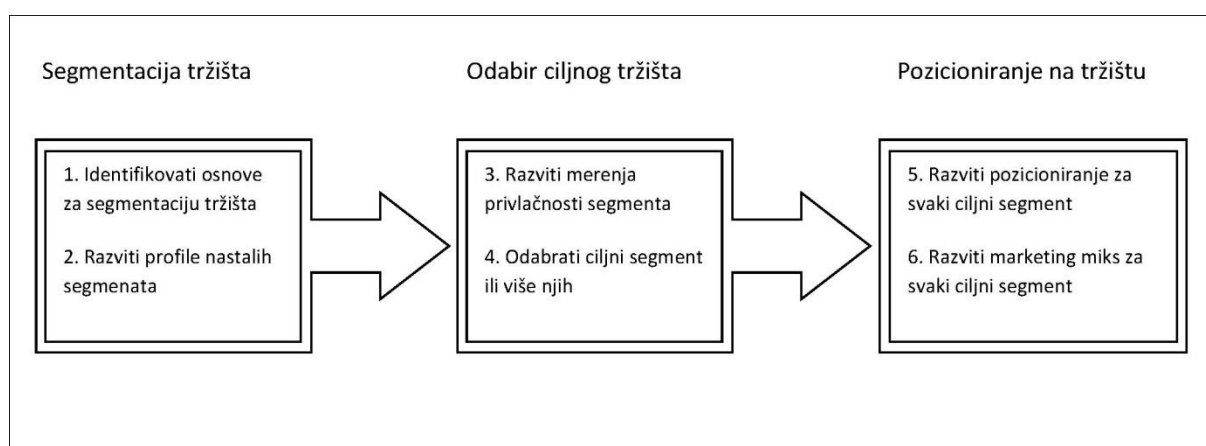 Segmentacija tržišta
Odabir ciljnog tržišta
Pozicioniranje na tržištu
1. Identifikovati osnove
za segmentaciju tržišta
2. Razviti profile nastalih
segmenata
3. Razviti merenja
privlačnosti segmenta
4. Odabrati ciljni segment
ili više njih
5. Razviti pozicioniranje za
svaki ciljni segment
6. Razviti marketing miks za
svaki ciljni segment